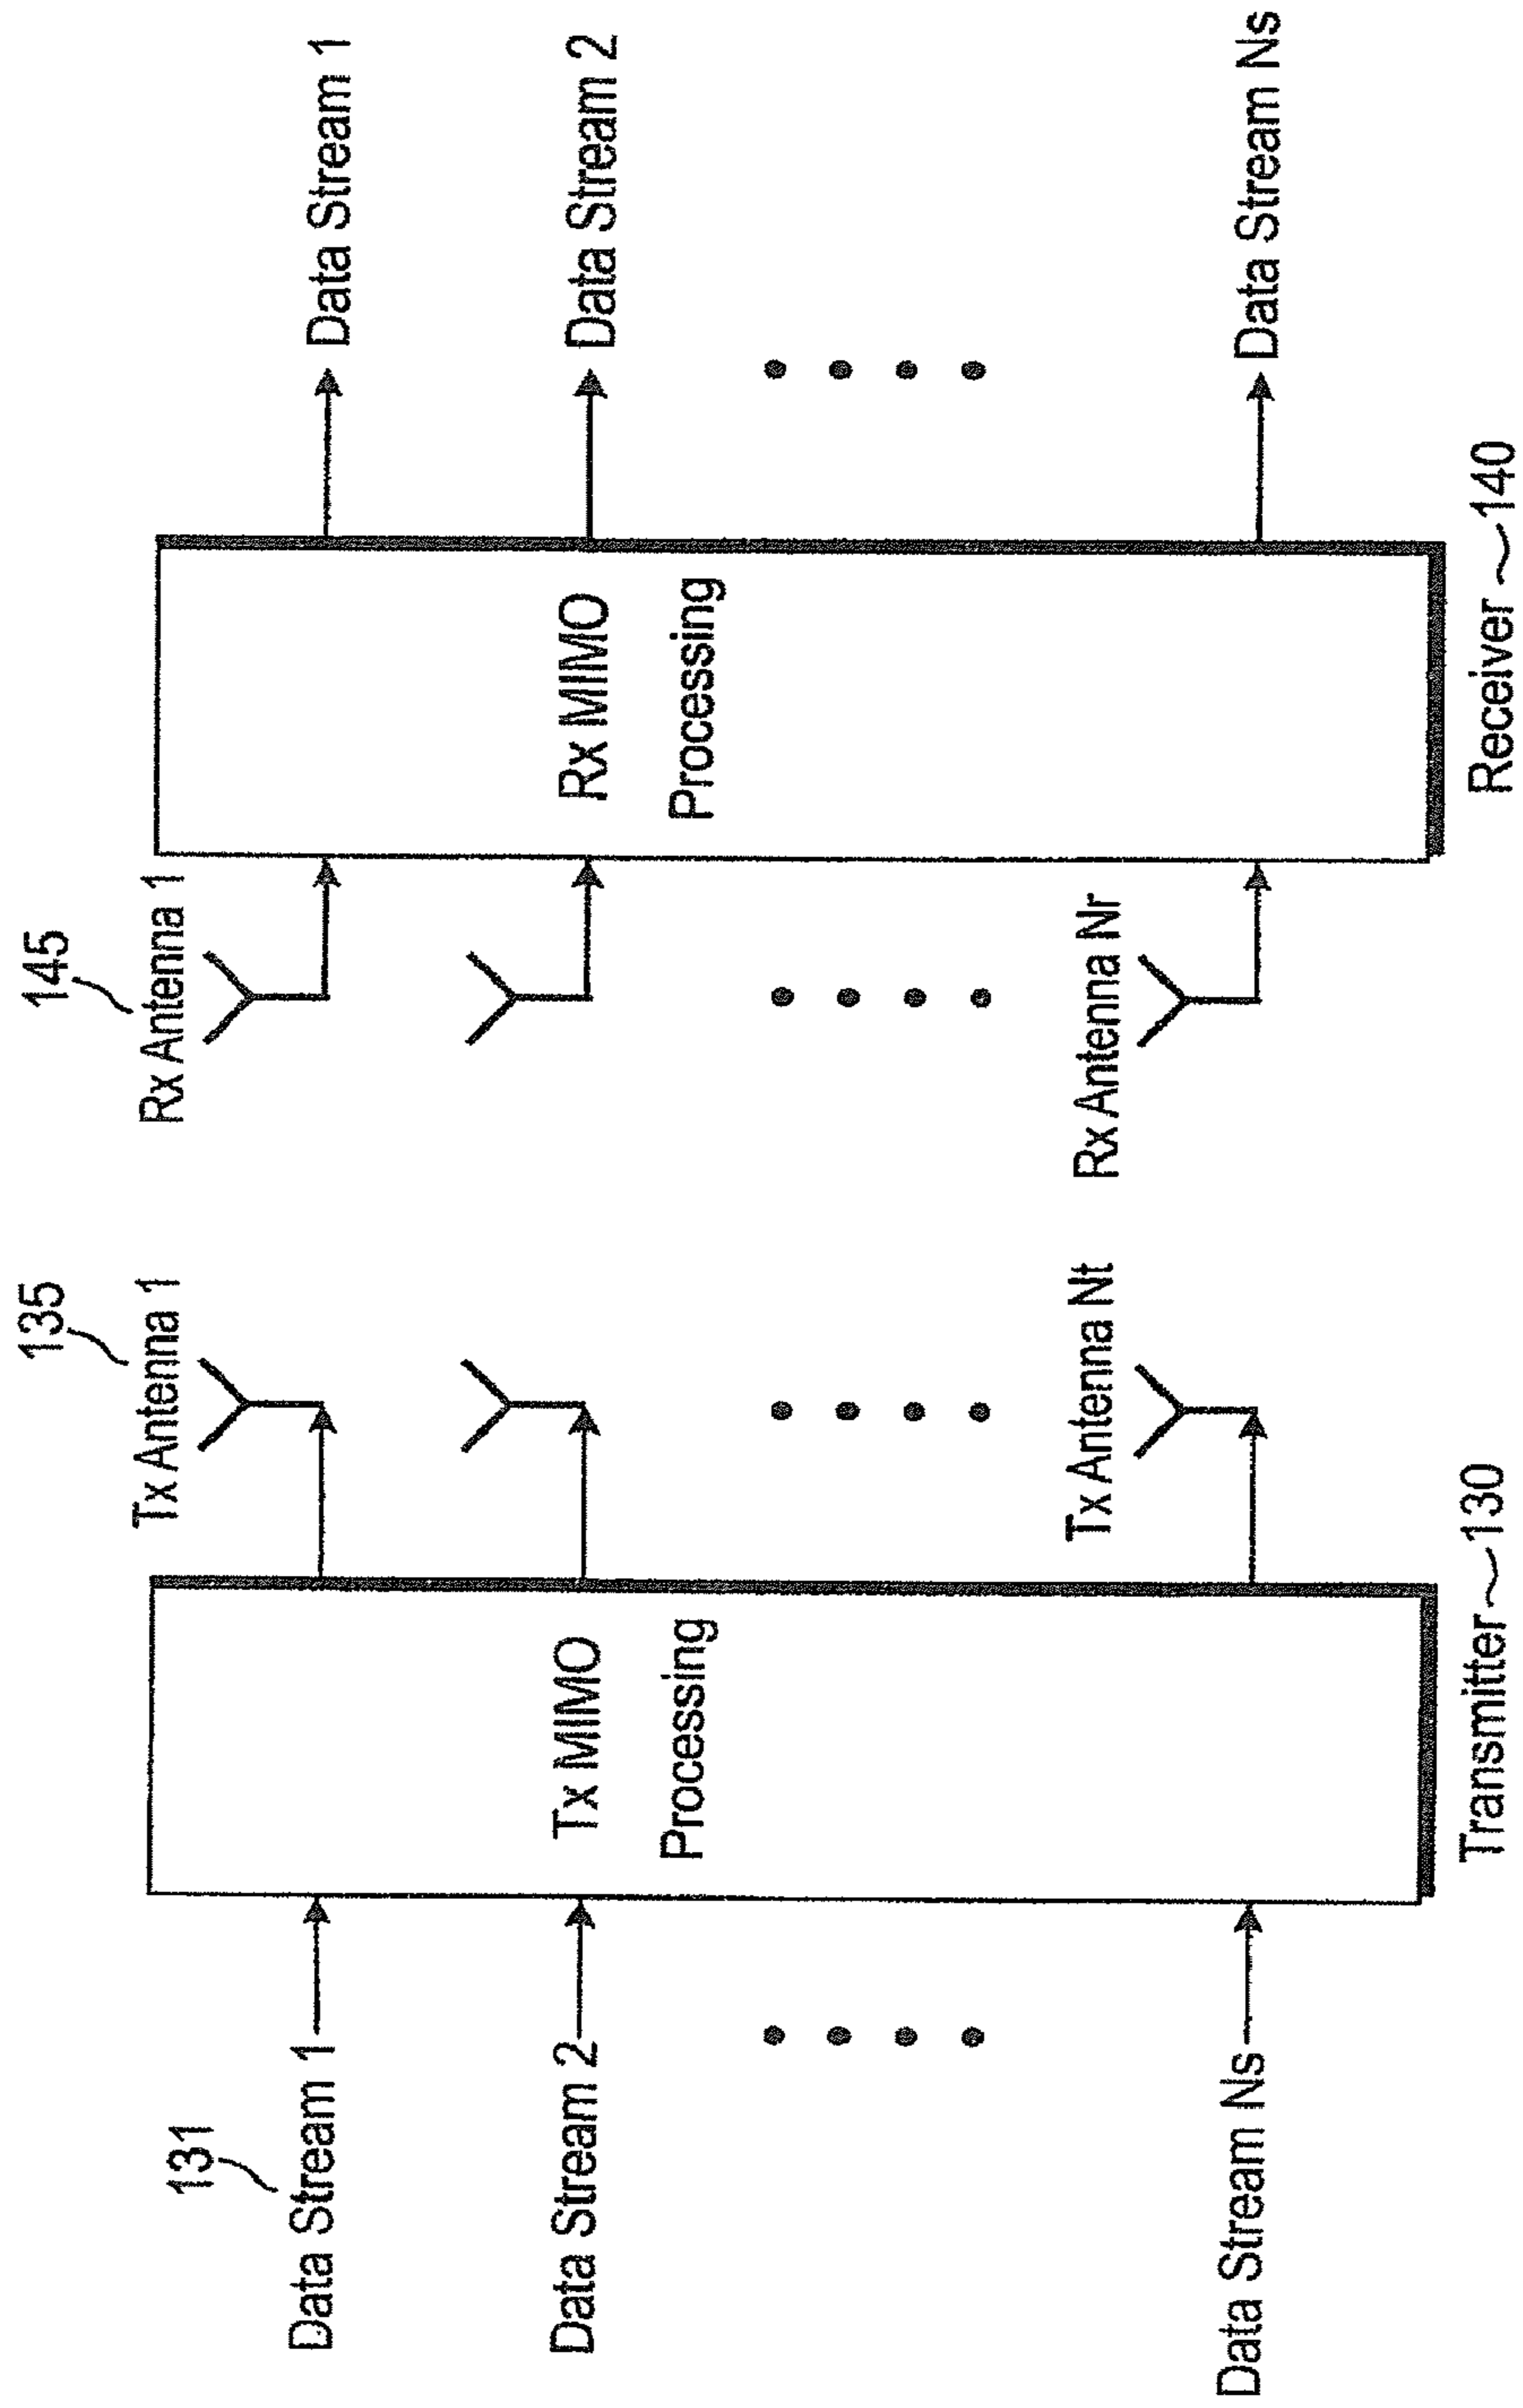 131
Data Stream 1
Data Stream 2
Data Stream Ns
Tx MIMO
Processing
Transmitter 130
135
Tx Antenna 1
Tx Antenna Nt
145
Rx Antenna 1
Rx Antenna Nr
Rx MIMO
Processing
Receiver 140
Data Stream 1
Data Stream 2
Data Stream Ns